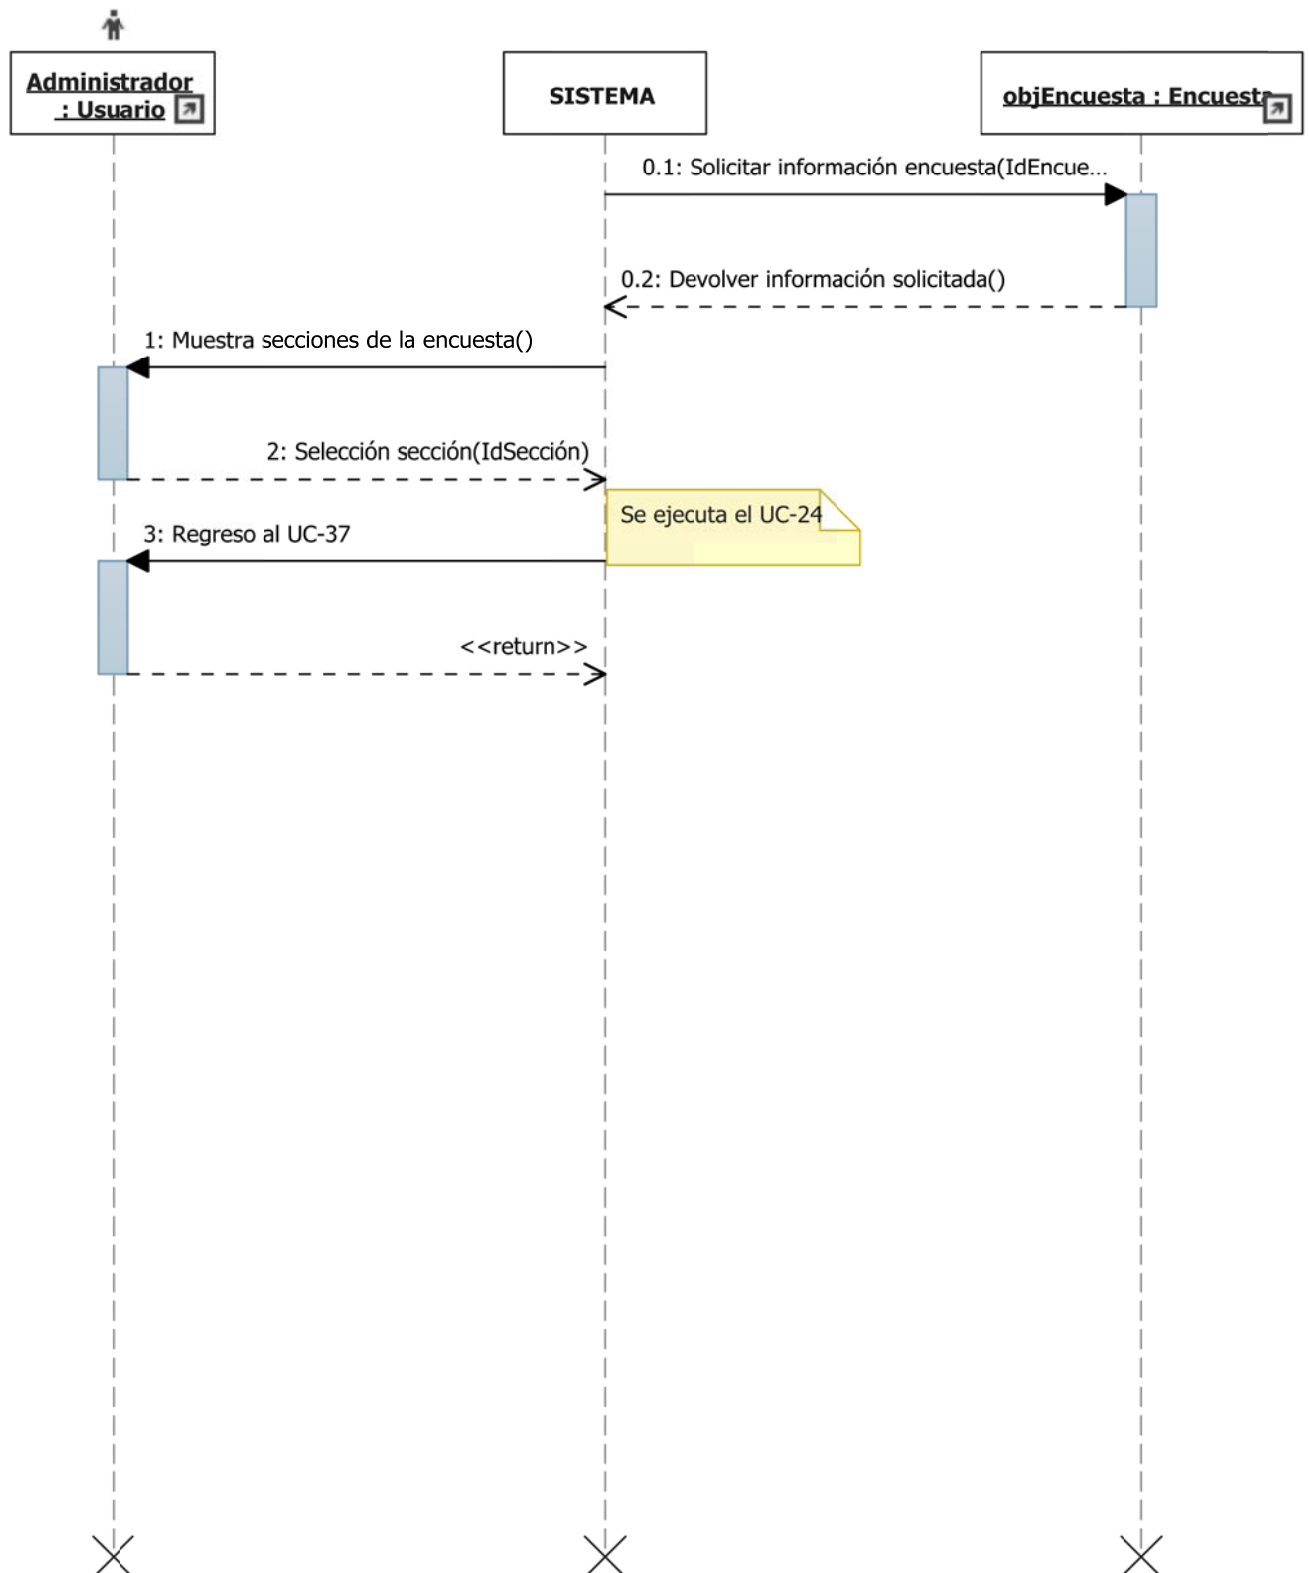 Administrador
: Usuario
SISTEMA
objEncuesta : Encuesta
0.1: Solicitar información encuesta(IdEncue...
0.2: Devolver información solicitada()
1: Muestra secciones de la encuesta()
2: Selección sección(IdSección)
Se ejecuta el UC-24
3: Regreso al UC-37
<<return>>